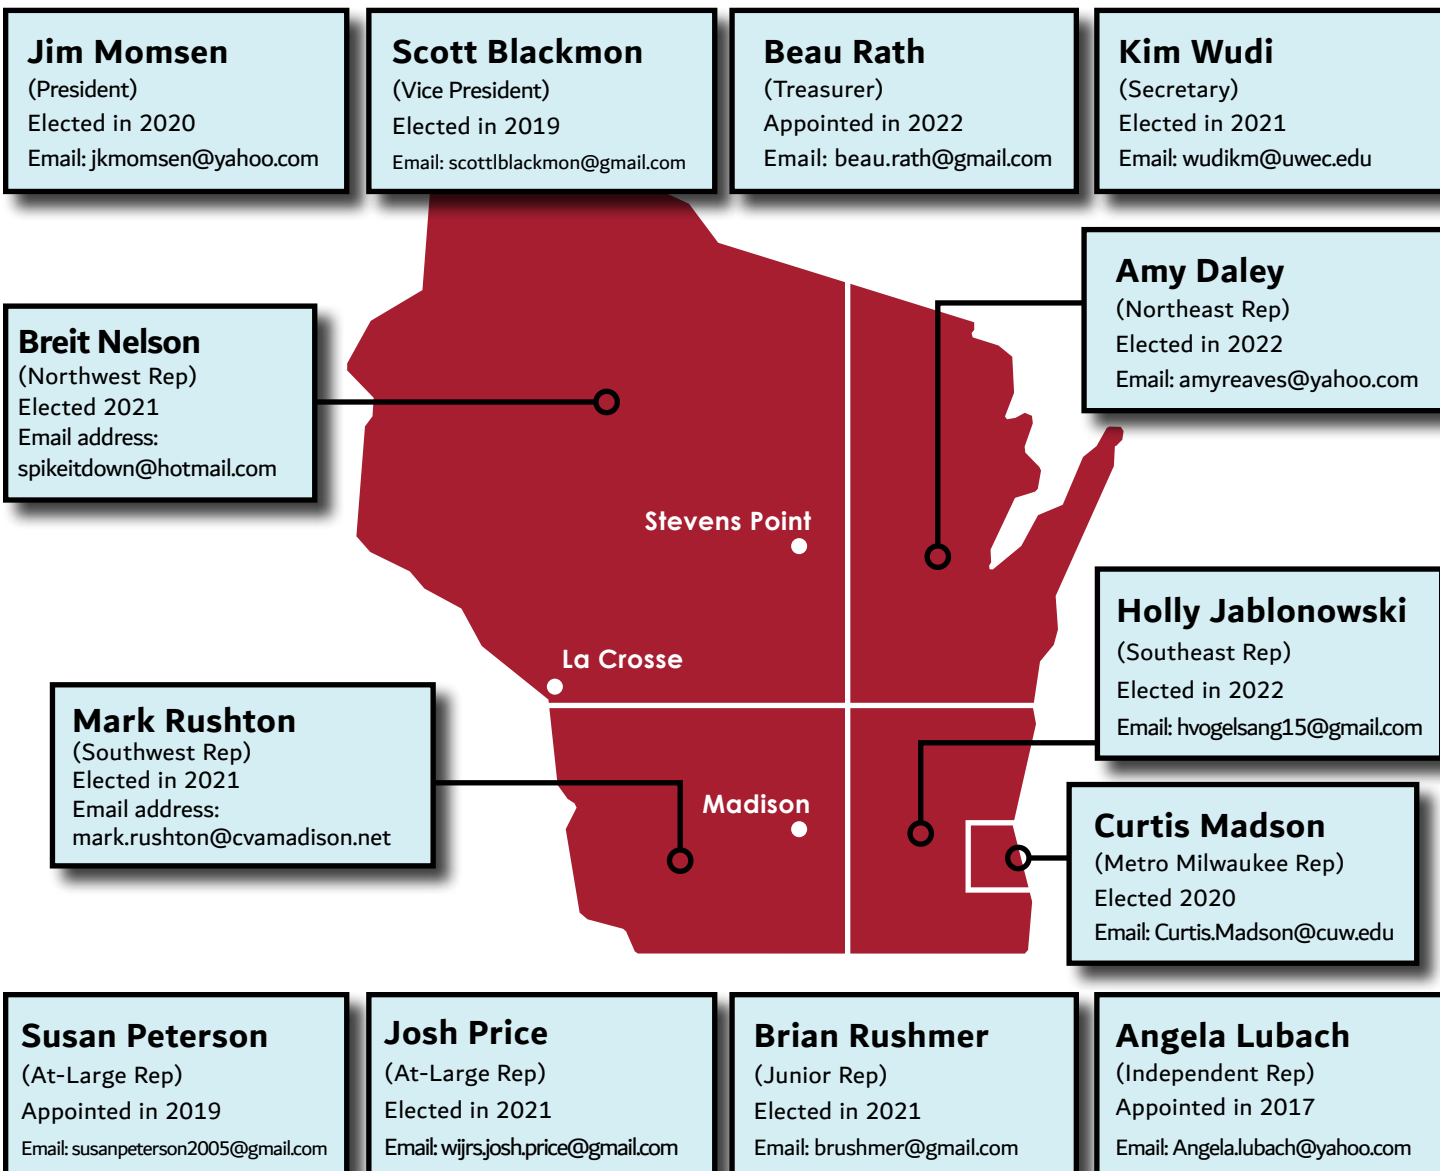 Jim Momsen
(President)
Elected in 2020
Email: jkmomsen@yahoo.com
Scott Blackmon
(Vice President)
Elected in 2019
Email: scottlblackmon@gmail.com
Beau Rath
(Treasurer)
Appointed in 2022
Email: beau.rath@gmail.com
Kim Wudi
(Secretary)
Elected in 2021
Email: wudikm@uwec.edu
Amy Daley
(Northeast Rep)
Elected in 2022
Email: amyreaves@yahoo.com
Breit Nelson
(Northwest Rep)
Elected 2021
Email address:
spikeitdown@hotmail.com
Stevens Point
La Crosse
Holly Jablonowski
(Southeast Rep)
Elected in 2022
Email: hvogelsang15@gmail.com
Mark Rushton
(Southwest Rep)
Elected in 2021
Email address:
mark.rushton@cvamadison.net
Madison
Curtis Madson
(Metro Milwaukee Rep)
Elected 2020
Email: Curtis.Madson@cuw.edu
Susan Peterson
(At-Large Rep)
Appointed in 2019
Email: susanpeterson2005@gmail.com
Josh Price
(At-Large Rep)
Elected in 2021
Email: wijrs.josh.price@gmail.com
Brian Rushmer
(Junior Rep)
Elected in 2021
Email: brushmer@gmail.com
Angela Lubach
(Independent Rep)
Appointed in 2017
Email: Angela.lubach@yahoo.com